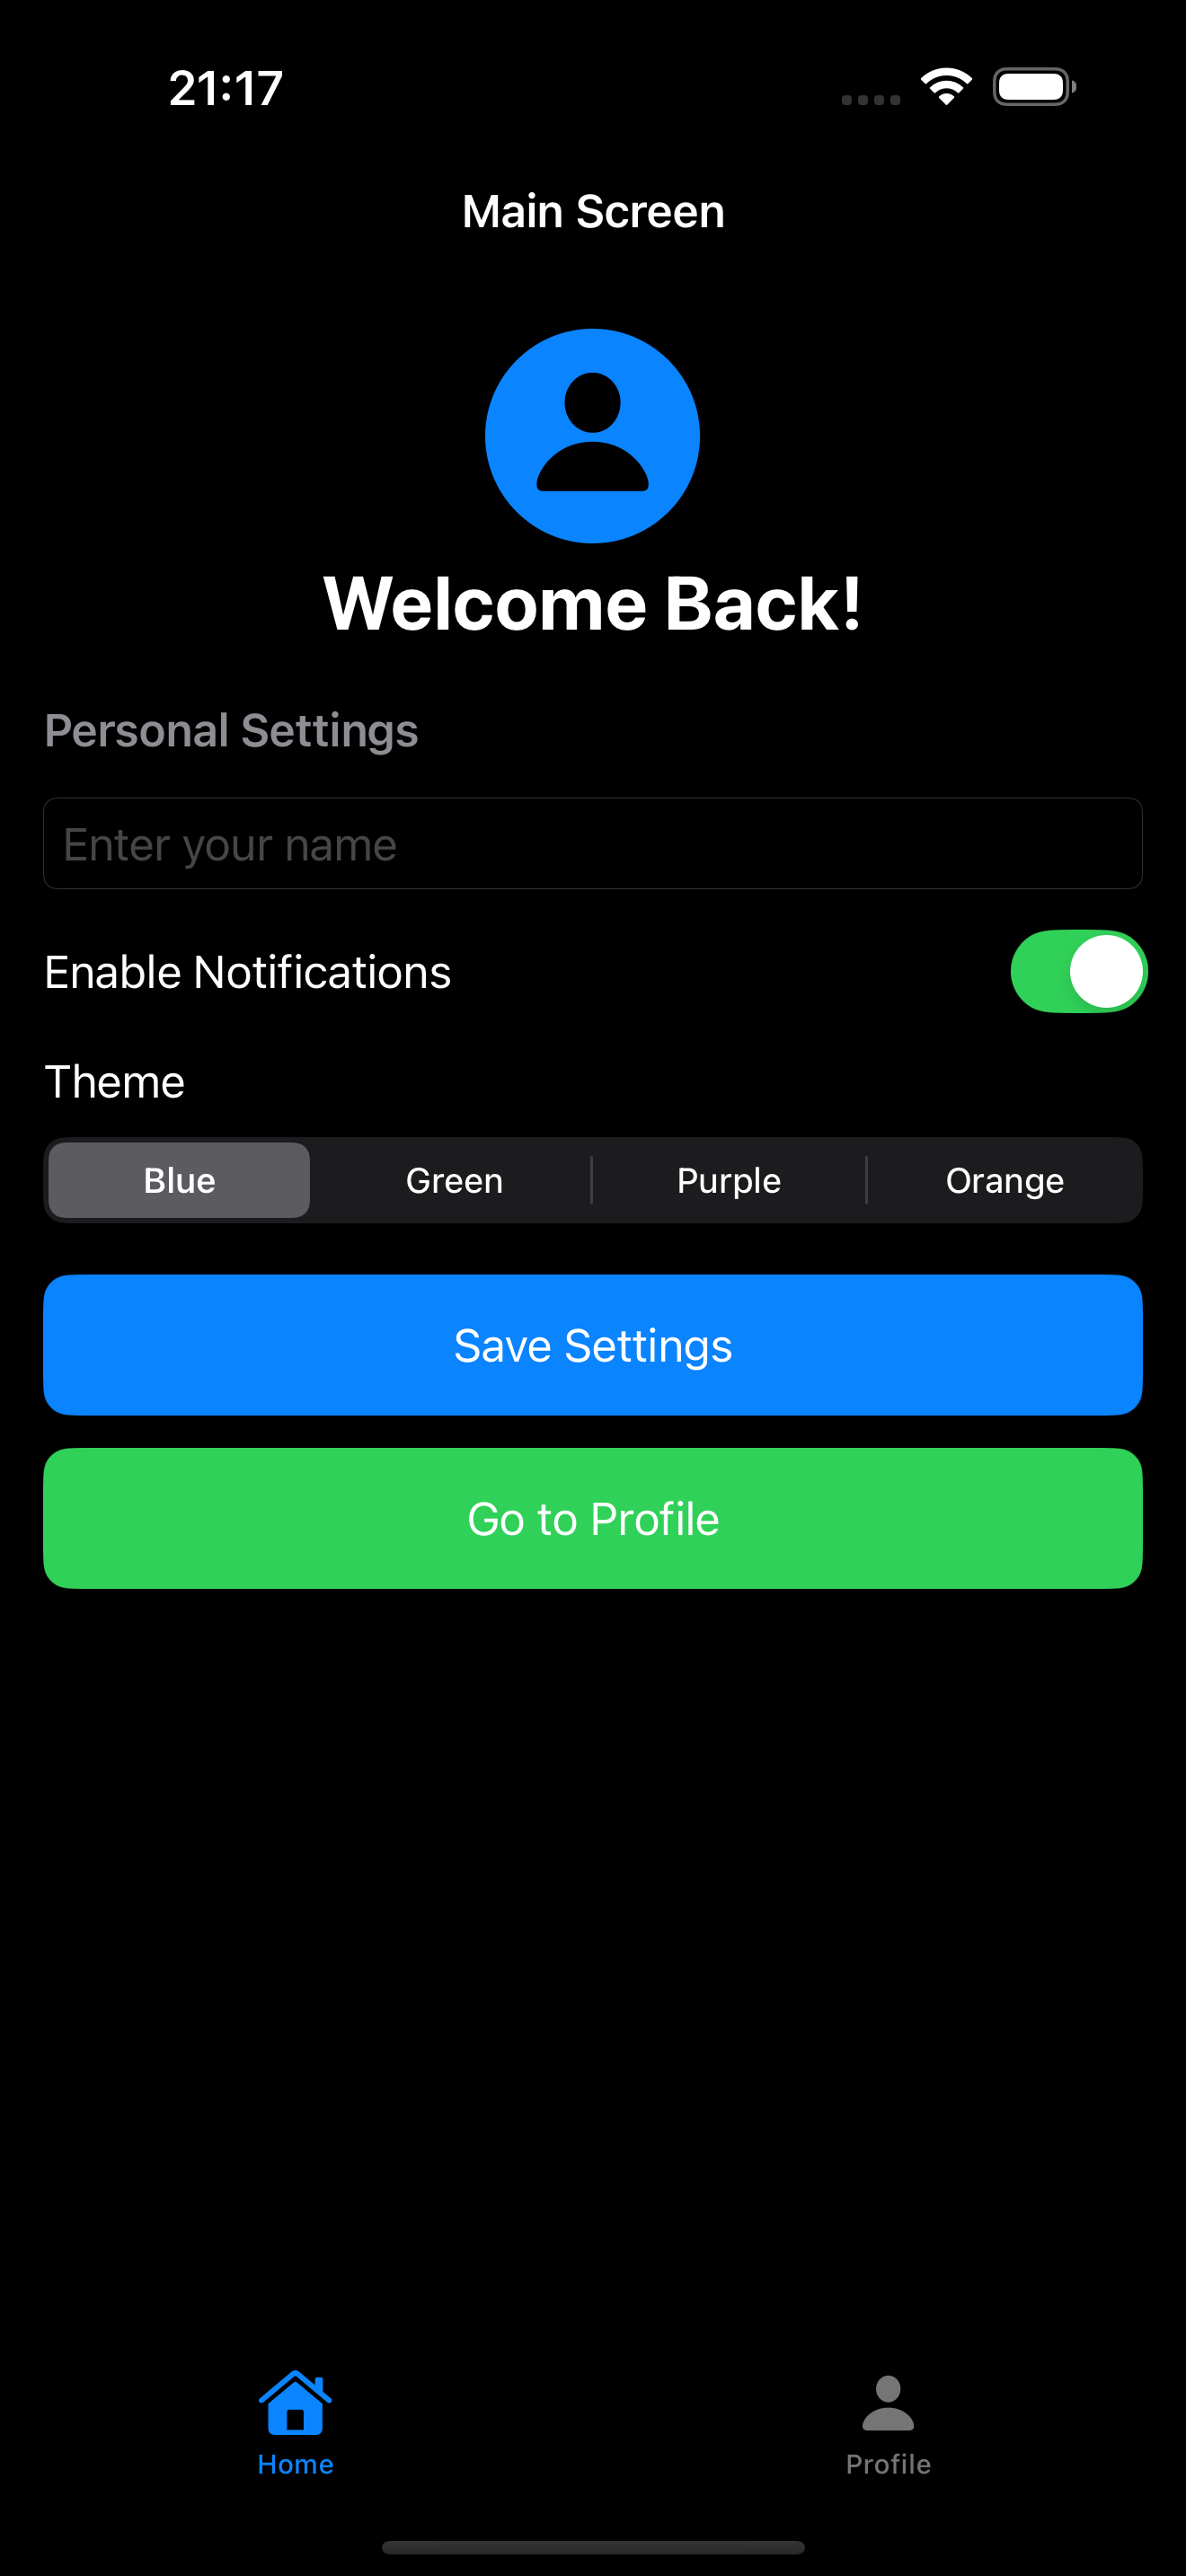 21:17
Main Screen
Welcome Back!
Personal Settings
Enter your name
Enable Notifications
Theme
Blue Green Purple Orange
Save Settings
Go to Profile
Home Profile